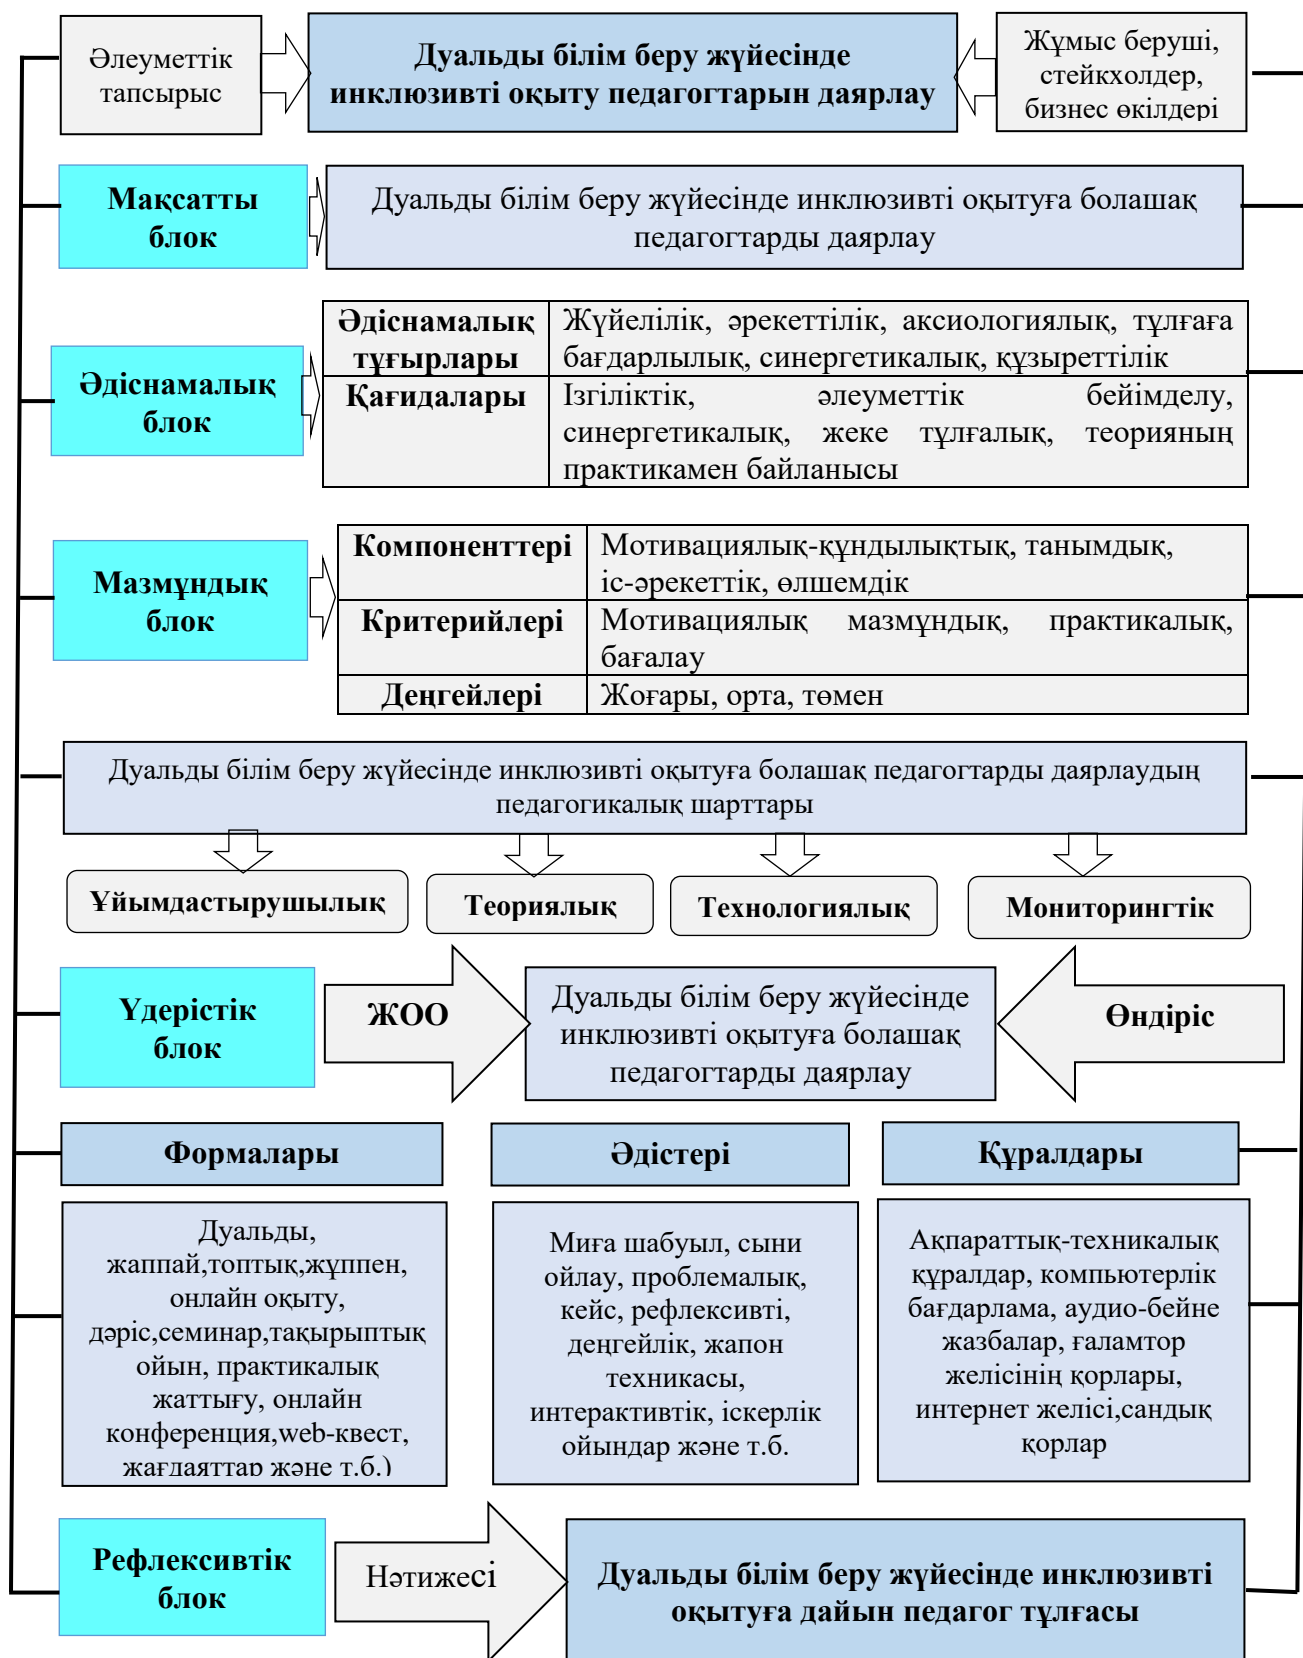 Әлеуметтік
тапсырыс
Дуальды білім беру жүйесінде
инклюзивті оқыту педагогтарын даярлау
Жұмыс беруші,
стейкхолдер,
бизнес өкілдері
Мақсатты
блок
Дуальды білім беру жүйесінде инклюзивті оқытуға болашақ
педагогтарды даярлау
Әдіснамалық
блок
Әдіснамалық
тұғырлары
Жүйелілік, әрекеттілік, аксиологиялық, тұлғаға
бағдарлылық, синергетикалық, құзыреттілік
Қағидалары
Ізгіліктік, әлеуметтік бейімделу,
синергетикалық, жеке тұлғалық, теорияның
практикамен байланысы
Мазмұндық
блок
Компоненттері
Мотивациялық-құндылықтық, танымдық,
іс-әрекеттік, өлшемдік
Критерийлері
Мотивациялық мазмұндық, практикалық,
бағалау
Деңгейлері
Жоғары, орта, төмен
Дуальды білім беру жүйесінде инклюзивті оқытуға болашақ педагогтарды даярлаудың
педагогикалық шарттары
Ұйымдастырушылық
Теориялық
Технологиялық
Мониторингтік
Үдерістік
блок
ЖОО
Дуальды білім беру жүйесінде
инклюзивті оқытуға болашақ
педагогтарды даярлау
Өндіріс
Формалары
Әдістері
Құралдары
Дуальды,
жаппай,топтық,жұппен,
онлайн оқыту,
дәріс,семинар,тақырыптық
ойын, практикалық
жаттығу, онлайн
конференция,web-квест,
жағдаяттар және т.б.)
Миға шабуыл, сыни
ойлау, проблемалық,
кейс, рефлексивті,
деңгейлік, жапон
техникасы,
интерактивтік, іскерлік
ойындар және т.б.
Ақпараттық-техникалық
құралдар, компьютерлік
бағдарлама, аудио-бейне
жазбалар, ғаламтор
желісінің қорлары,
интернет желісі,сандық
қорлар
Рефлексивтік
блок
Нәтижесі
Дуальды білім беру жүйесінде инклюзивті
оқытуға дайын педагог тұлғасы